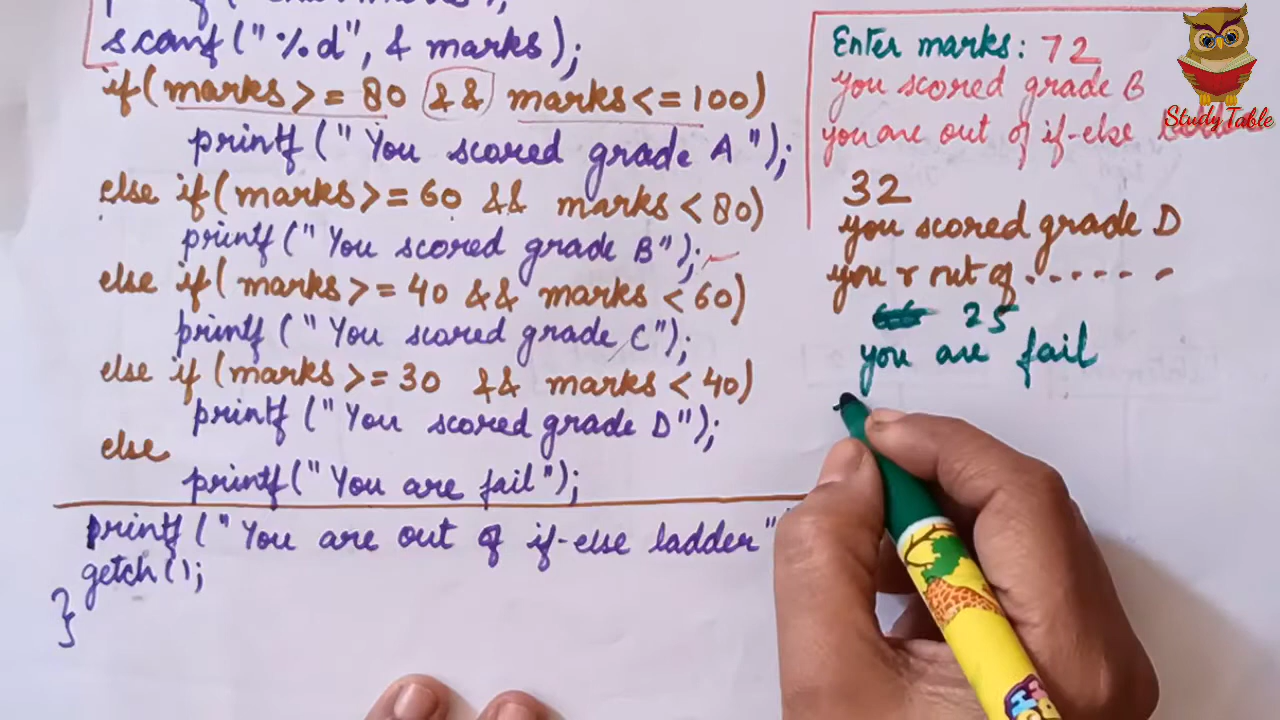 scanf("%d", & marks);
if(marks>=80 && marks<=100)
printf("You scored grade A");
else if(marks>=60 && marks<80)
printf("You scored grade B");
else if(marks>=40 && marks<60)
printf("You scored grade C");
else if(marks>=30 && marks<40)
printf("You scored grade D");
else
printf("You are fail");
printf("You are out of if-else ladder"
getch();
}
Enter marks: 72
you scored grade B
you are out of if-else
32
you scored grade D
you r out of ......
25
you are fail
StudyTable